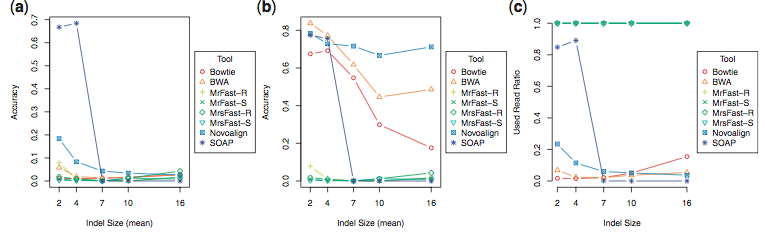 (a)
Accuracy
0.0 0.1 0.2 0.3 0.4 0.5 0.6 0.7
2 4 7 10 16
Indel Size (mean)
Tool
Bowtie
BWA
MrFast−R
MrFast−S
MrsFast−R
MrsFast−S
Novoalign
SOAP
(b)
Accuracy
0.0 0.2 0.4 0.6 0.8
2 4 7 10 16
Indel Size (mean)
Tool
Bowtie
BWA
MrFast−R
MrFast−S
MrsFast−R
MrsFast−S
Novoalign
SOAP
(c)
Used Read Ratio
0.0 0.2 0.4 0.6 0.8 1.0
2 4 7 10 16
Indel Size
Tool
Bowtie
BWA
MrFast−R
MrFast−S
MrsFast−R
MrsFast−S
Novoalign
SOAP